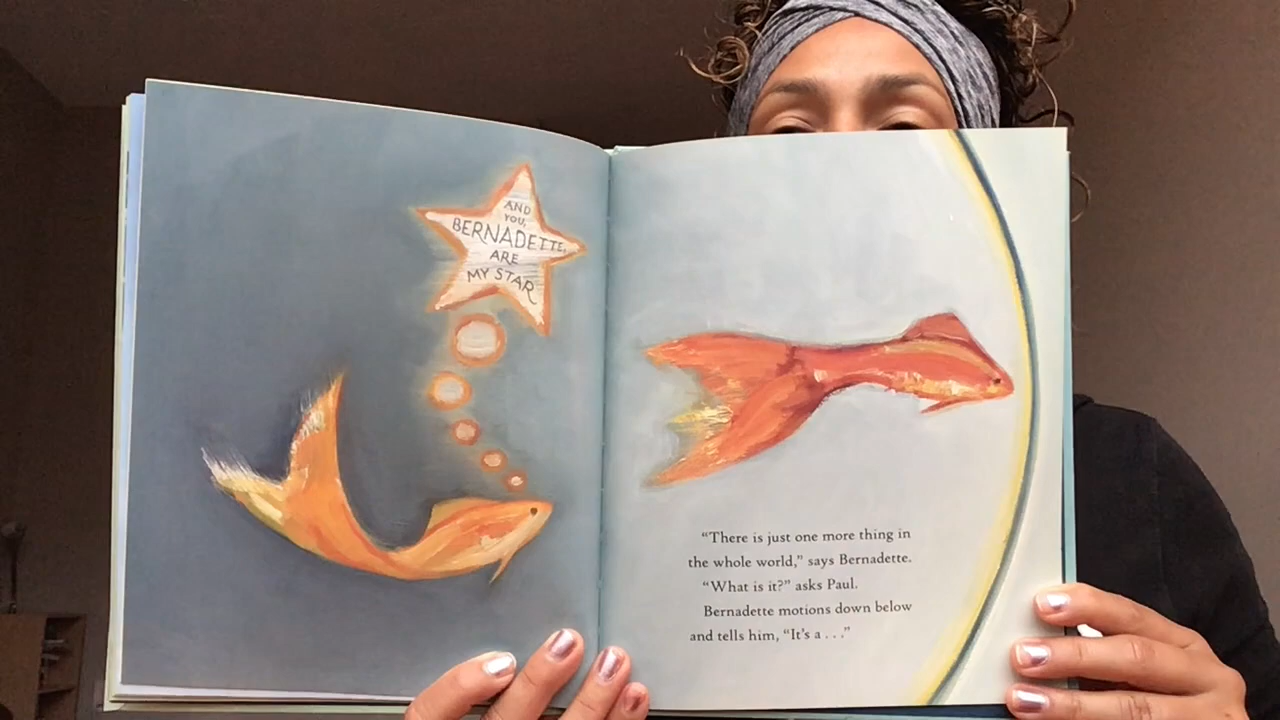 AND
YOU,
BERNADETTE,
ARE
MY STAR
“There is just one more thing in
the whole world,” says Bernadette.
“What is it?” asks Paul.
Bernadette motions down below
and tells him, “It’s a . . .”